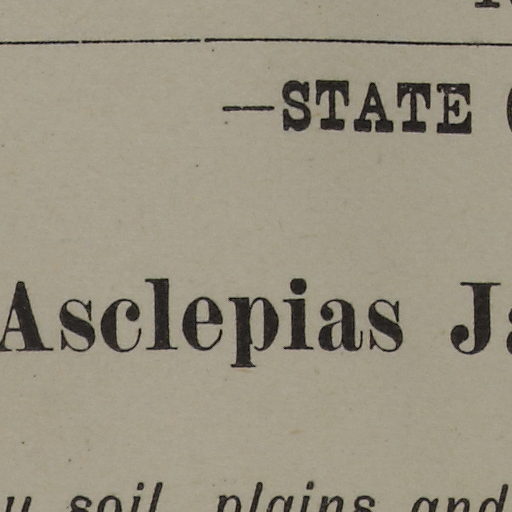 —STATE
Asclepias
soil, plains and